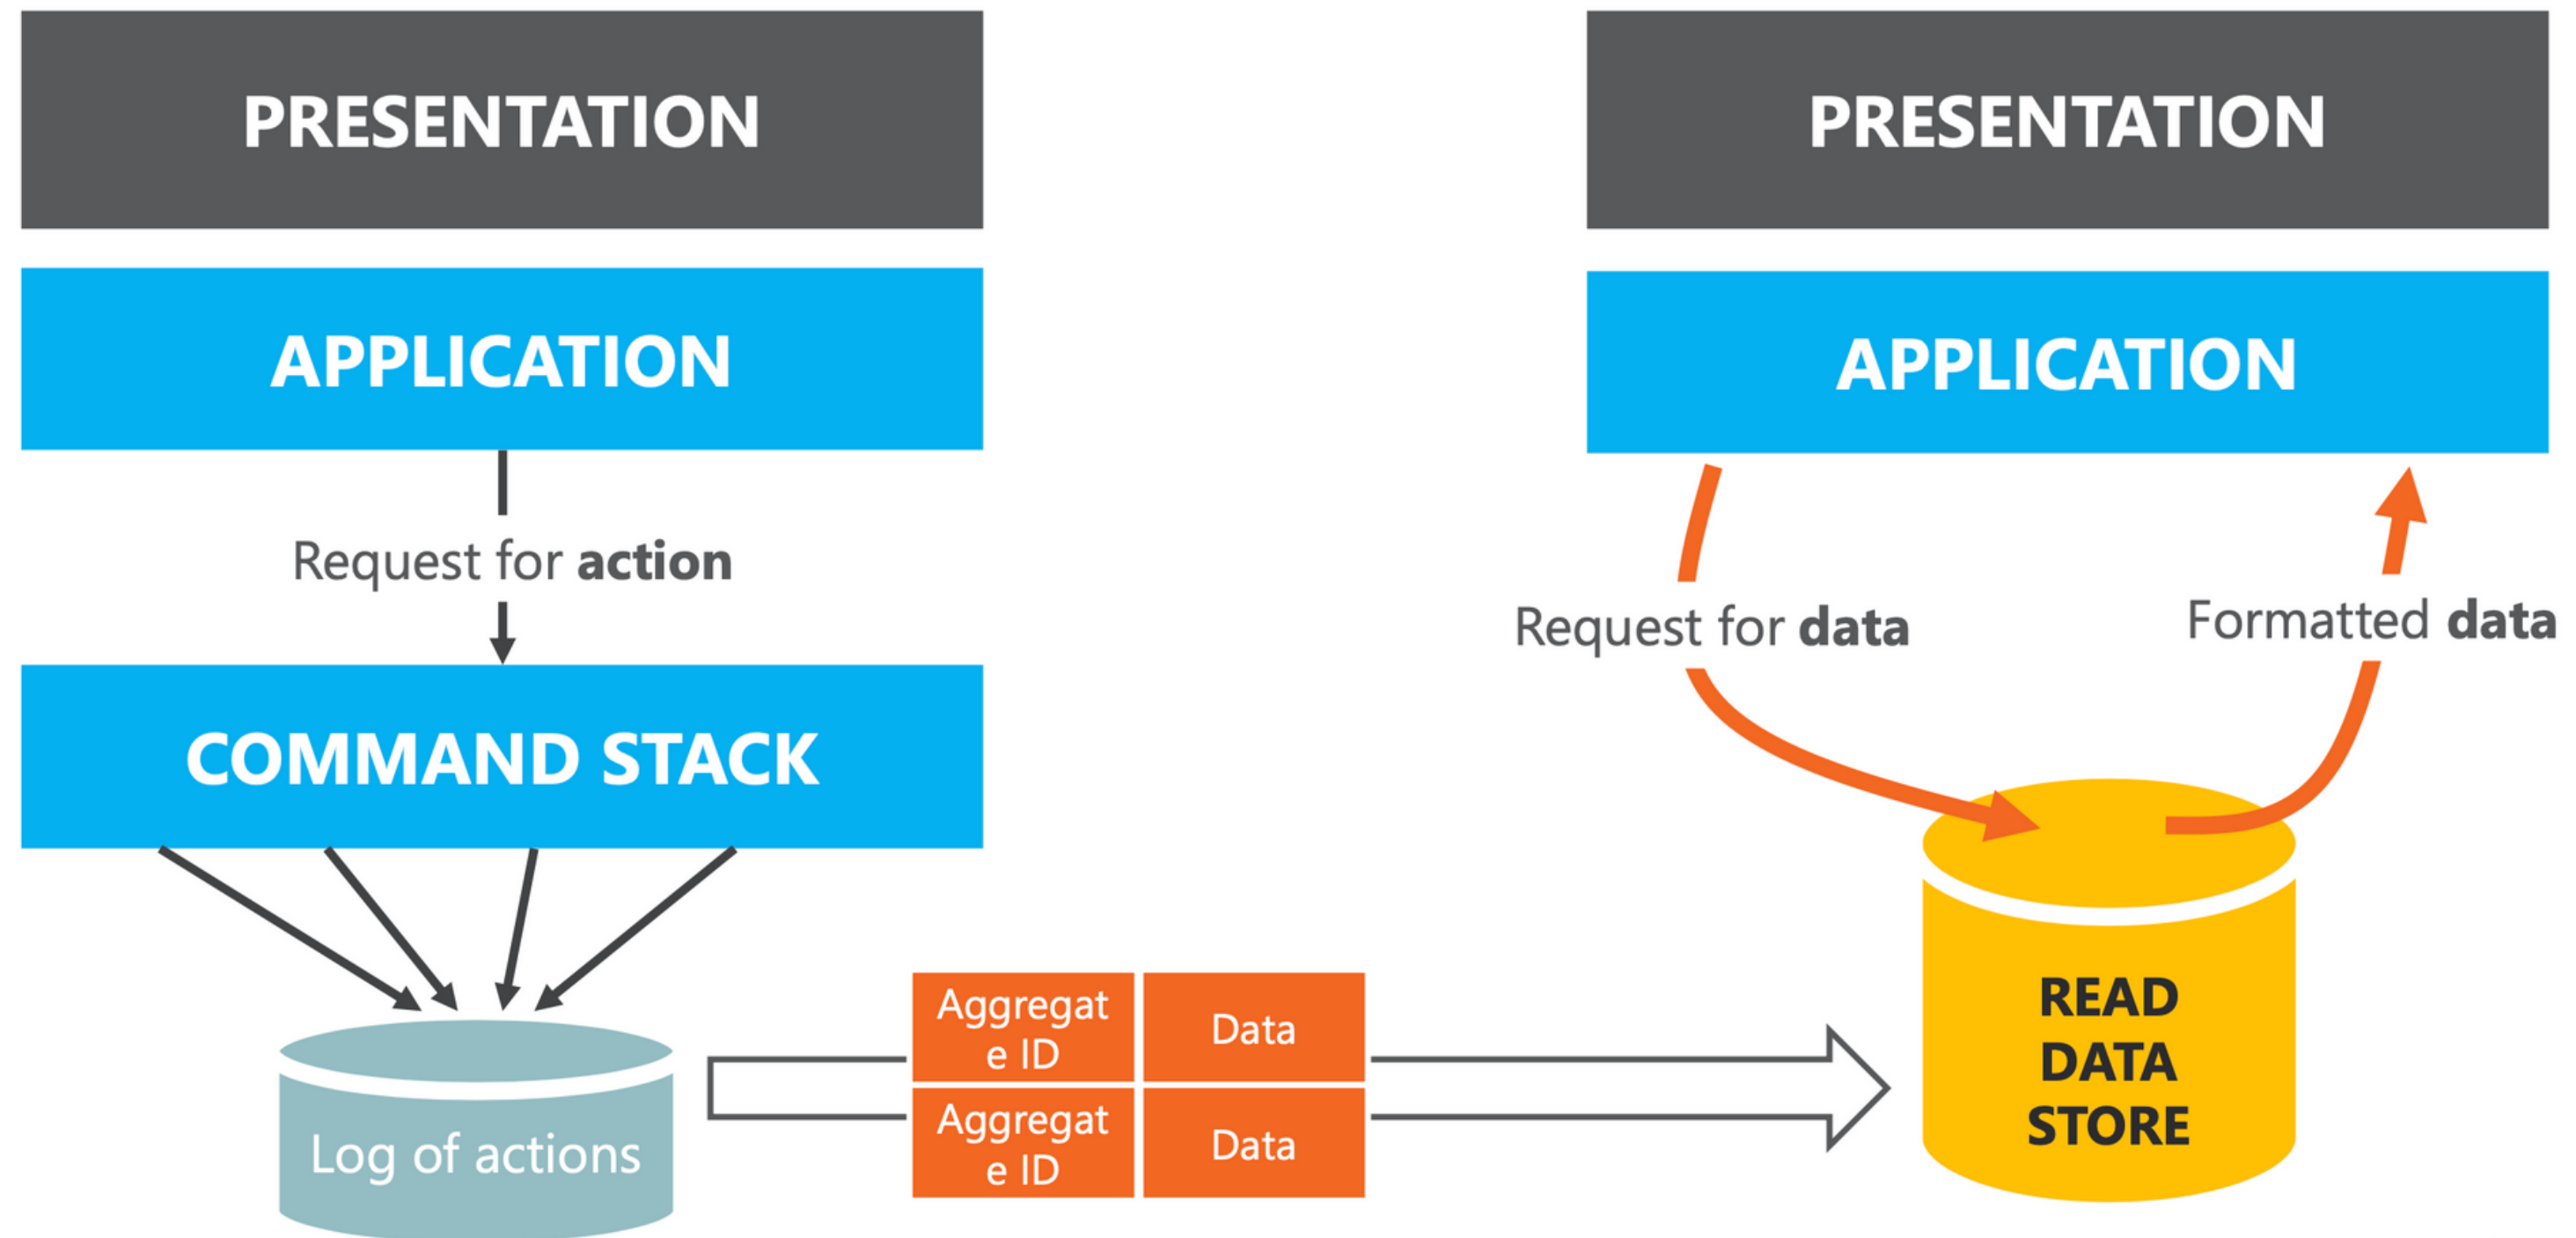 PRESENTATION
APPLICATION
Request for action
COMMAND STACK
Log of actions
Aggregat
e ID
Data
Aggregat
e ID
Data
PRESENTATION
APPLICATION
Request for data
Formatted data
READ
DATA
STORE